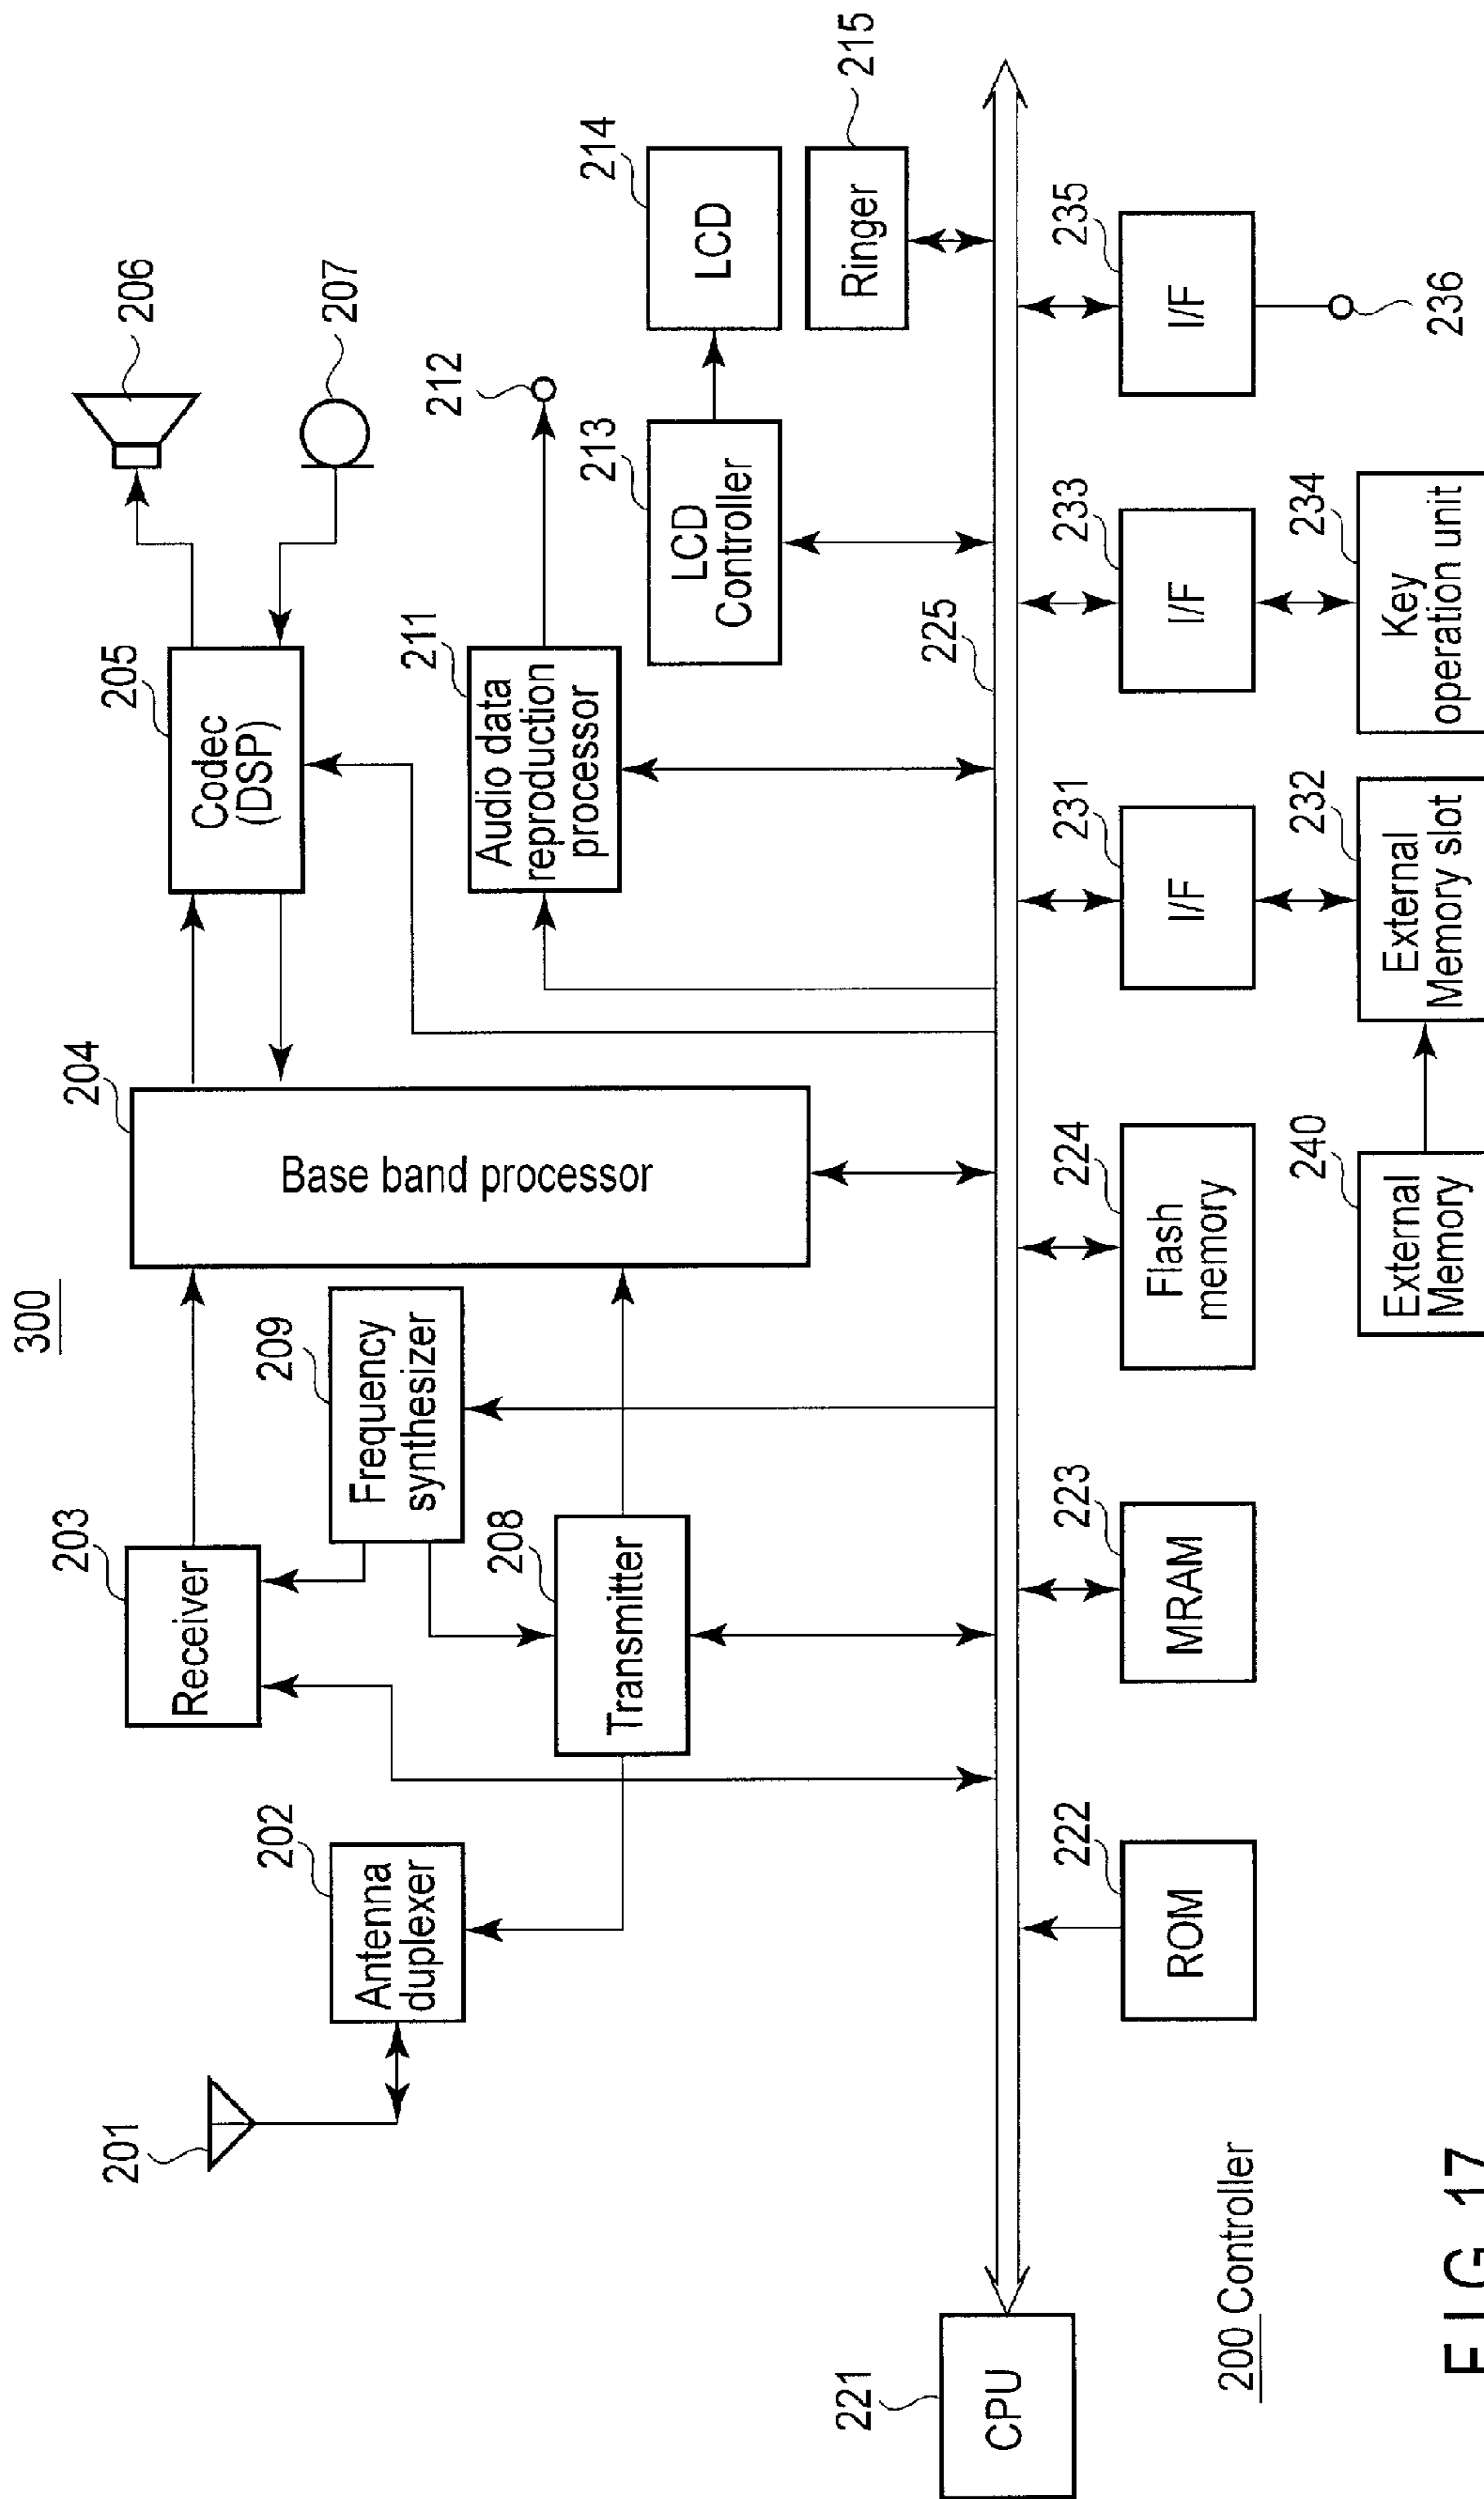 300
201
202
Antenna
duplexer
203
Receiver
209
Frequency
synthesizer
208
Transmitter
204
Base band processor
205
Codec
(DSP)
206
207
211
Audio data
reproduction
processor
212
213
LCD
Controller
214
LCD
215
Ringer
225
221
CPU
222
ROM
223
MRAM
224
Flash
memory
231
I/F
233
I/F
235
I/F
236
240
External
Memory
232
External
Memory slot
234
Key
operation unit
200 Controller
FIG. 17